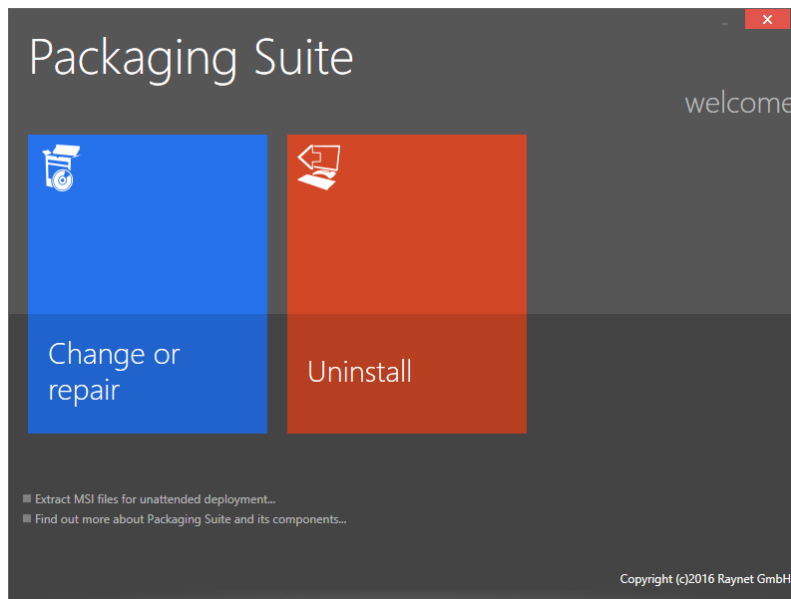 Packaging Suite
welcome
Change or
repair
Uninstall
Extract MSI files for unattended deployment...
Find out more about Packaging Suite and its components...
Copyright (c)2016 Raynet GmbH